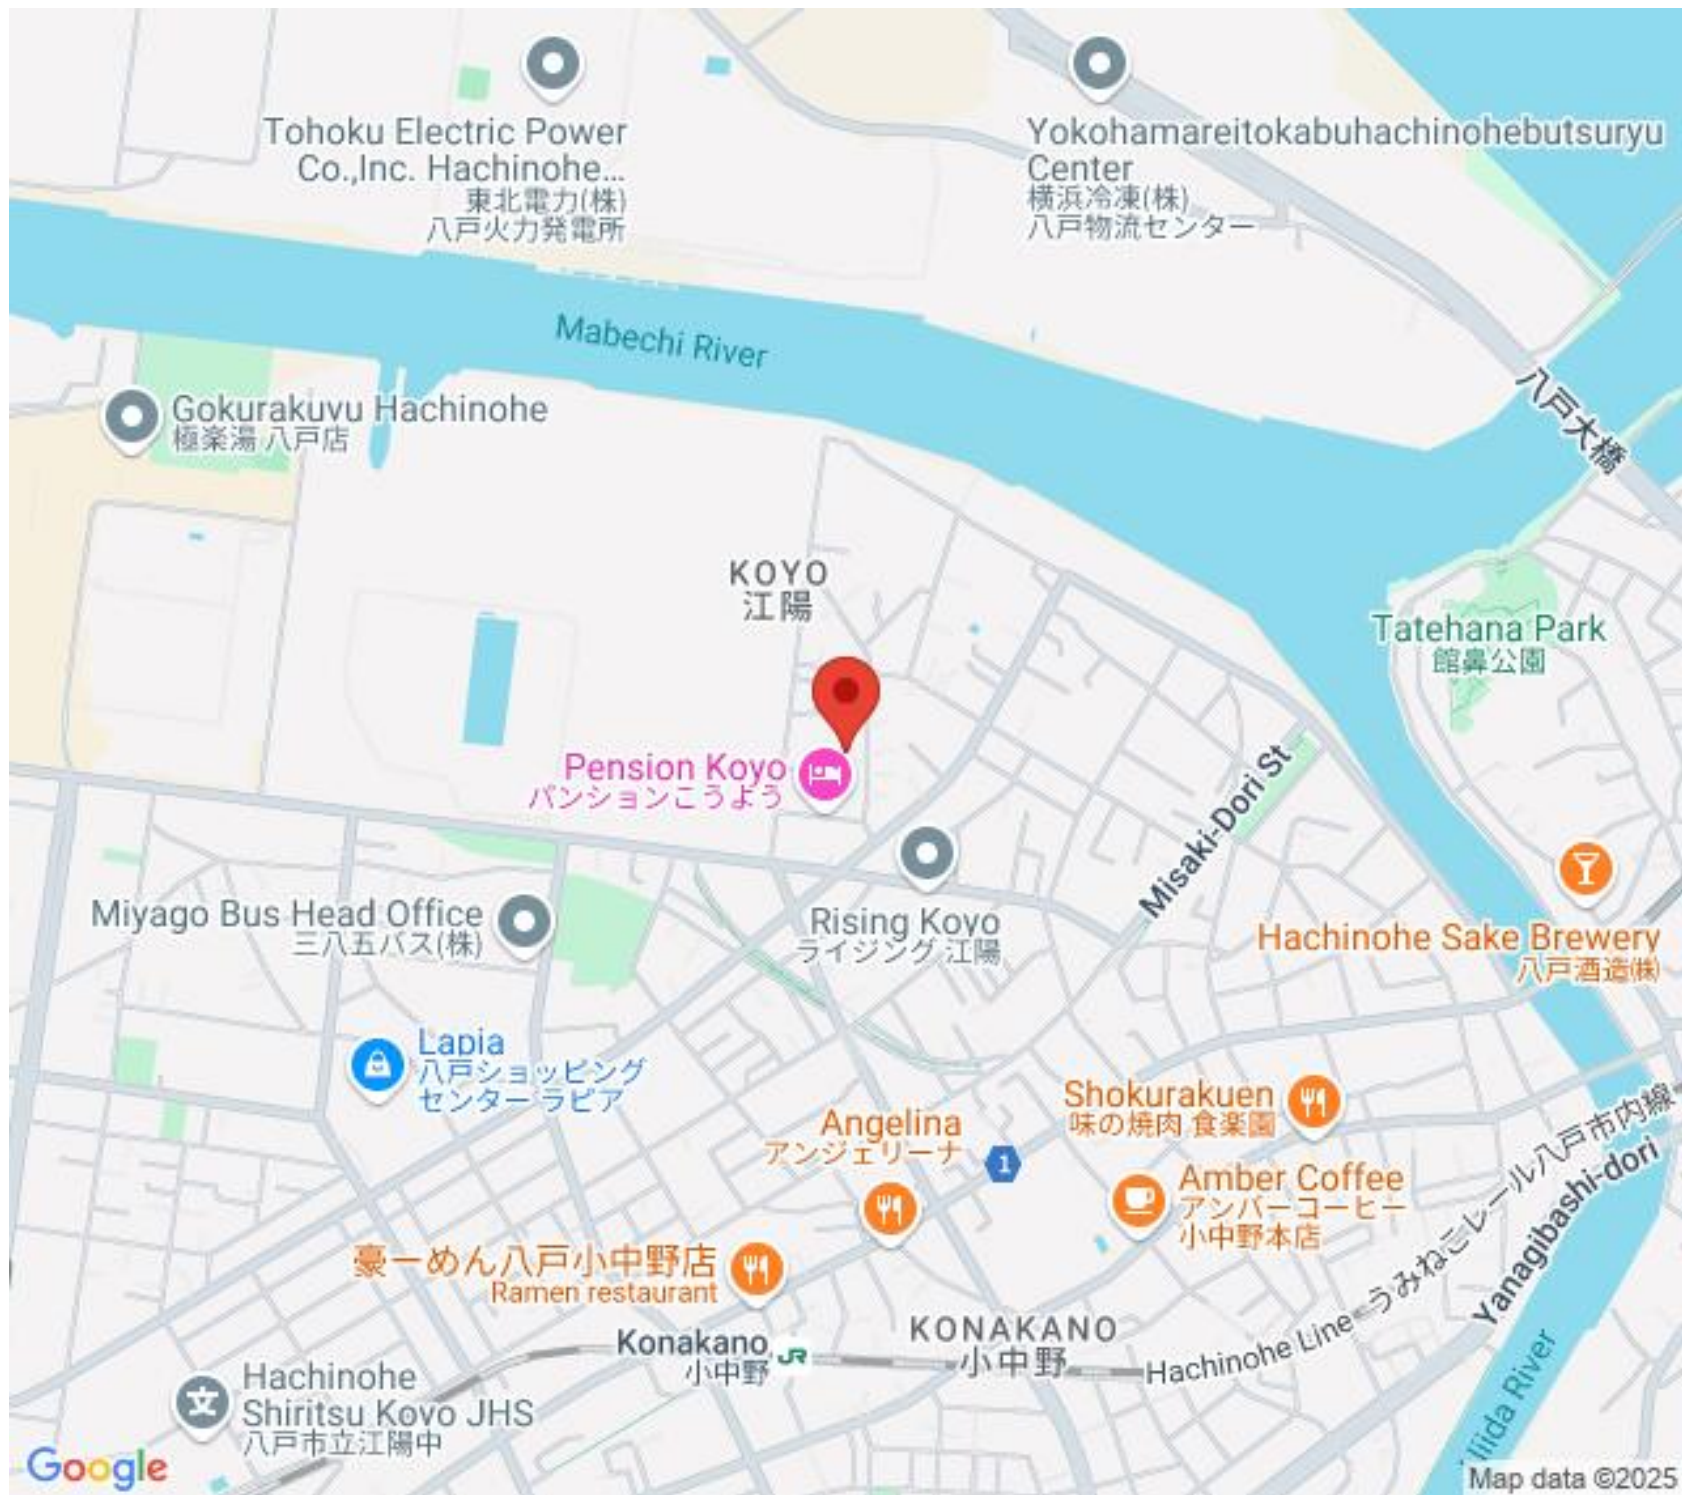 Tohoku Electric Power
Co.,Inc. Hachinohe...
東北電力(株)
八戸火力発電所
Yokohamareitokabuhachinohebutsuryu
Center
横浜冷凍(株)
八戸物流センター
Mabechi River
八戸大橋
Gokurakuyu Hachinohe
極楽湯 八戸店
KOYO
江陽
Tatehana Park
館鼻公園
Pension Koyo
パンションこうよう
Misaki-Dori St
Miyago Bus Head Office
三八五バス(株)
Rising Koyo
ライジング 江陽
Hachinohe Sake Brewery
八戸酒造㈱
Lapia
八戸ショッピング
センター ラピア
Shokurakuen
味の焼肉 食楽園
Angelina
アンジェリーナ
1
Amber Coffee
アンバーコーヒー
小中野本店
豪ーめん八戸小中野店
Ramen restaurant
Konakano
小中野
JR
KONAKANO
小中野
Hachinohe Line-うみねこレール八戸市内線
Yanagibashi-dori
Niida River
Hachinohe
Shiritsu Koyo JHS
八戸市立江陽中
文
Google
Map data ©2025